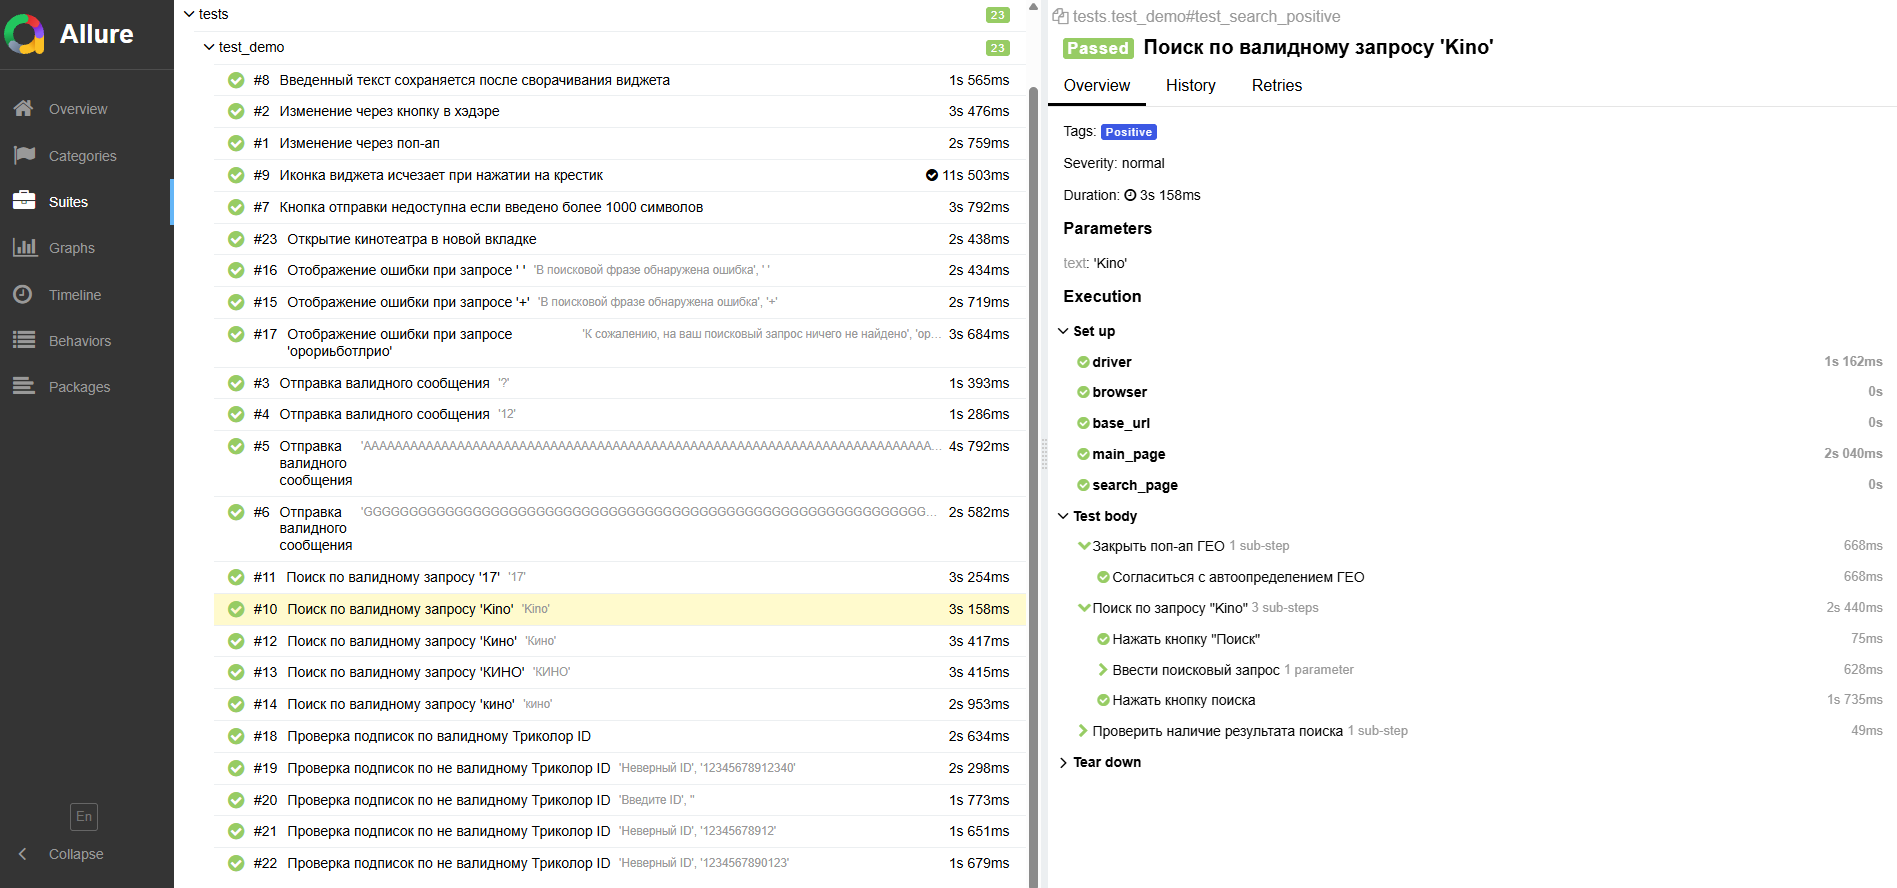 Allure
Overview
Categories
Suites
Graphs
Timeline
Behaviors
Packages
En
Collapse
tests 23
test_demo 23
#8 Введенный текст сохраняется после сворачивания виджета 1s 565ms
#2 Изменение через кнопку в хэдэре 3s 476ms
#1 Изменение через поп-ап 2s 759ms
#9 Иконка виджета исчезает при нажатии на крестик 11s 503ms
#7 Кнопка отправки недоступна если введено более 1000 символов 3s 792ms
#23 Открытие кинотеатра в новой вкладке 2s 438ms
#16 Отображение ошибки при запросе ' ' 'В поисковой фразе обнаружена ошибка', ' ' 2s 434ms
#15 Отображение ошибки при запросе '+' 'В поисковой фразе обнаружена ошибка', '+' 2s 719ms
#17 Отображение ошибки при запросе 'К сожалению, на ваш поисковый запрос ничего не найдено', 'ор... 3s 684ms
'орориьботлрио'
#3 Отправка валидного сообщения '?' 1s 393ms
#4 Отправка валидного сообщения '12' 1s 286ms
#5 Отправка 4s 792ms
валидного
сообщения
#6 Отправка 2s 582ms
валидного
сообщения
#11 Поиск по валидному запросу '17' '17' 3s 254ms
#10 Поиск по валидному запросу 'Kino' 'Kino' 3s 158ms
#12 Поиск по валидному запросу 'Кино' 'Кино' 3s 417ms
#13 Поиск по валидному запросу 'КИНО' 'КИНО' 3s 415ms
#14 Поиск по валидному запросу 'кино' 'кино' 2s 953ms
#18 Проверка подписок по валидному Триколор ID 2s 634ms
#19 Проверка подписок по не валидному Триколор ID 'Неверный ID', '12345678912340' 2s 298ms
#20 Проверка подписок по не валидному Триколор ID 'Введите ID', '' 1s 773ms
#21 Проверка подписок по не валидному Триколор ID 'Неверный ID', '12345678912' 1s 651ms
#22 Проверка подписок по не валидному Триколор ID 'Неверный ID', '1234567890123' 1s 679ms
tests.test_demo#test_search_positive
Passed Поиск по валидному запросу 'Kino'
Overview History Retries
Tags: Positive
Severity: normal
Duration: 3s 158ms
Parameters
text: 'Kino'
Execution
Set up
driver 1s 162ms
browser 0s
base_url 0s
main_page 2s 040ms
search_page 0s
Test body
Закрыть поп-ап ГЕО 1 sub-step 668ms
Согласиться с автоопределением ГЕО 668ms
Поиск по запросу "Kino" 3 sub-steps 2s 440ms
Нажать кнопку "Поиск" 75ms
Ввести поисковый запрос 1 parameter 628ms
Нажать кнопку поиска 1s 735ms
Проверить наличие результата поиска 1 sub-step 49ms
Tear down